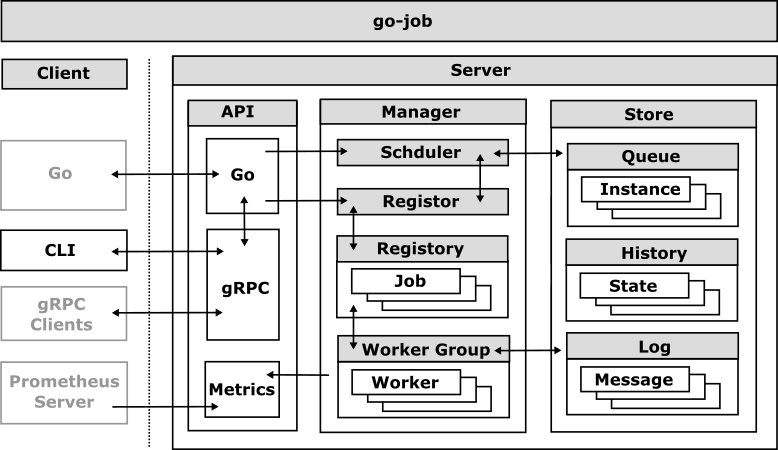 go-job
Client
Server
API
Manager
Store
Go
Go
Schduler
Queue
Instance
Registor
CLI
gRPC
Registory
Job
History
State
gRPC
Clients
Worker Group
Worker
Log
Message
Prometheus
Server
Metrics